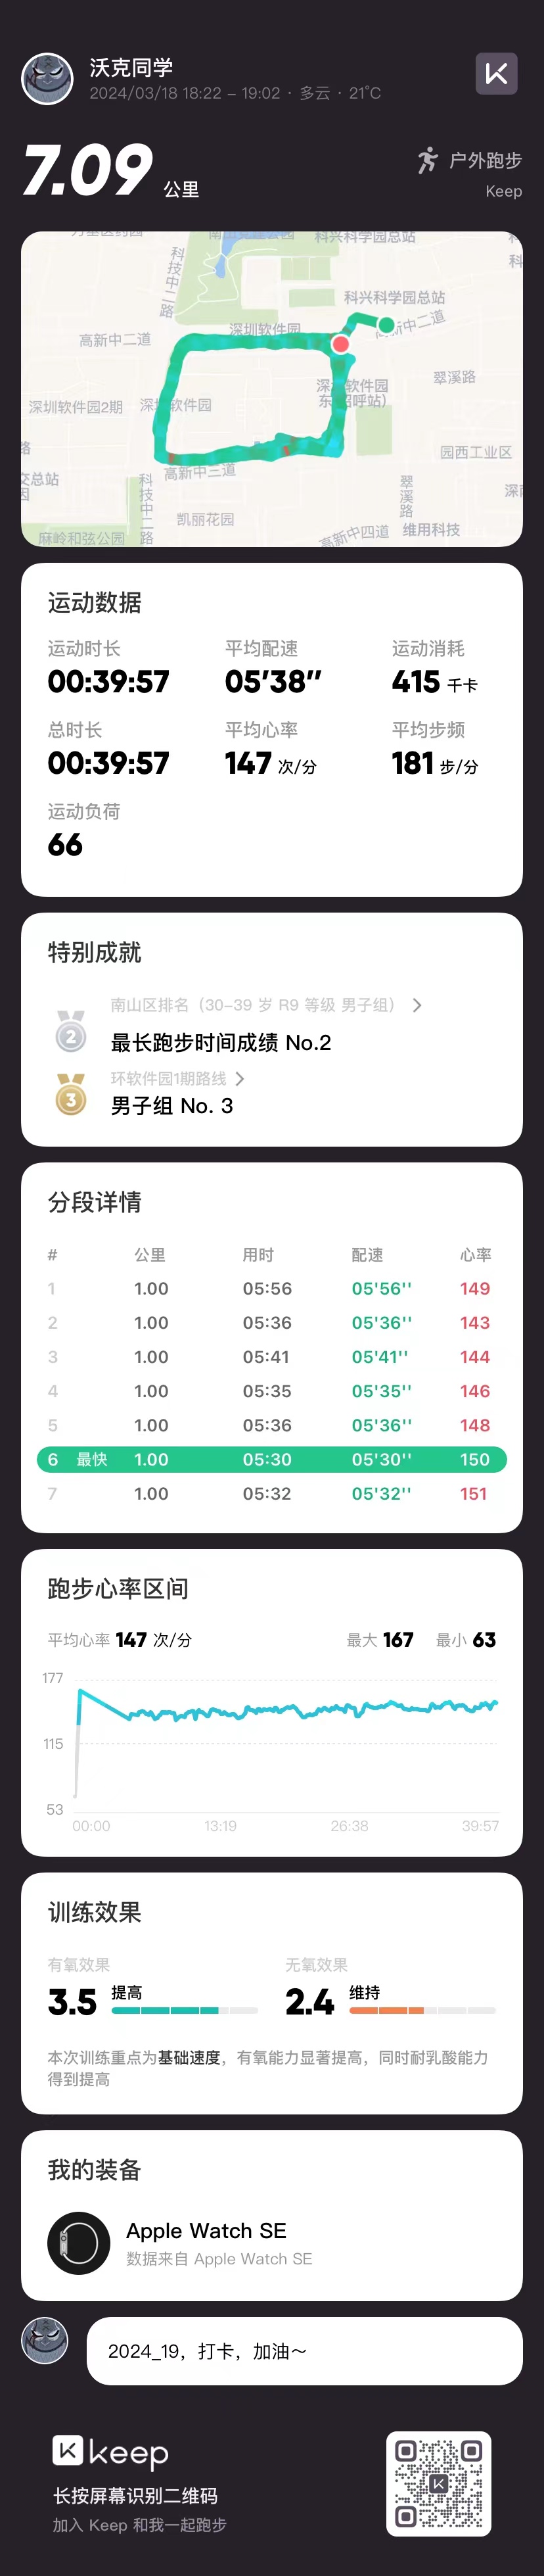 沃克同学
2024/03/18 18:22 – 19:02 · 多云 · 21°C
7.09 公里
户外跑步
Keep
科兴科学园总站
科技中二路
科兴科学园总站
高新中二道
深圳软件园
高新中二道
翠溪路
深圳软件园
深圳软件园2期
园西工业区
高新中三道
科技中二路
凯丽花园
翠溪路
高新中四道
维用科技
麻岭和弦公园
运动数据
运动时长 平均配速 运动消耗
00:39:57 05'38'' 415 千卡
总时长 平均心率 平均步频
00:39:57 147 次/分 181 步/分
运动负荷
66
特别成就
南山区排名（30-39 岁 R9 等级 男子组） >
2 最长跑步时间成绩 No.2
环软件园1期路线 >
3 男子组 No. 3
分段详情
# 公里 用时 配速 心率
1 1.00 05:56 05'56'' 149
2 1.00 05:36 05'36'' 143
3 1.00 05:41 05'41'' 144
4 1.00 05:35 05'35'' 146
5 1.00 05:36 05'36'' 148
6 最快 1.00 05:30 05'30'' 150
7 1.00 05:32 05'32'' 151
跑步心率区间
平均心率 147 次/分 最大 167 最小 63
177
115
53
00:00 13:19 26:38 39:57
训练效果
有氧效果 无氧效果
3.5 提高 2.4 维持
本次训练重点为基础速度，有氧能力显著提高，同时耐乳酸能力
得到提高
我的装备
Apple Watch SE
数据来自 Apple Watch SE
2024_19，打卡，加油～
keep
长按屏幕识别二维码
加入 Keep 和我一起跑步